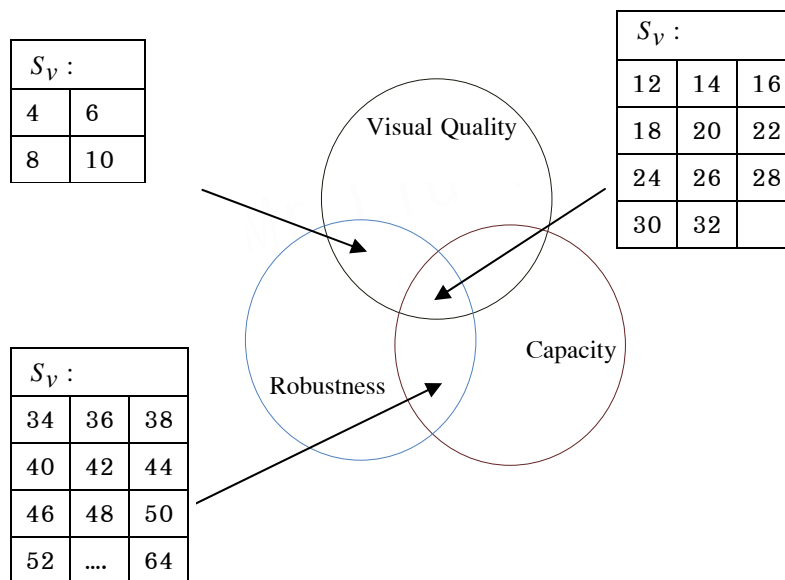 S_v :
4 6
8 10
Visual Quality
S_v :
12 14 16
18 20 22
24 26 28
30 32
Capacity
Robustness
S_v :
34 36 38
40 42 44
46 48 50
52 .... 64